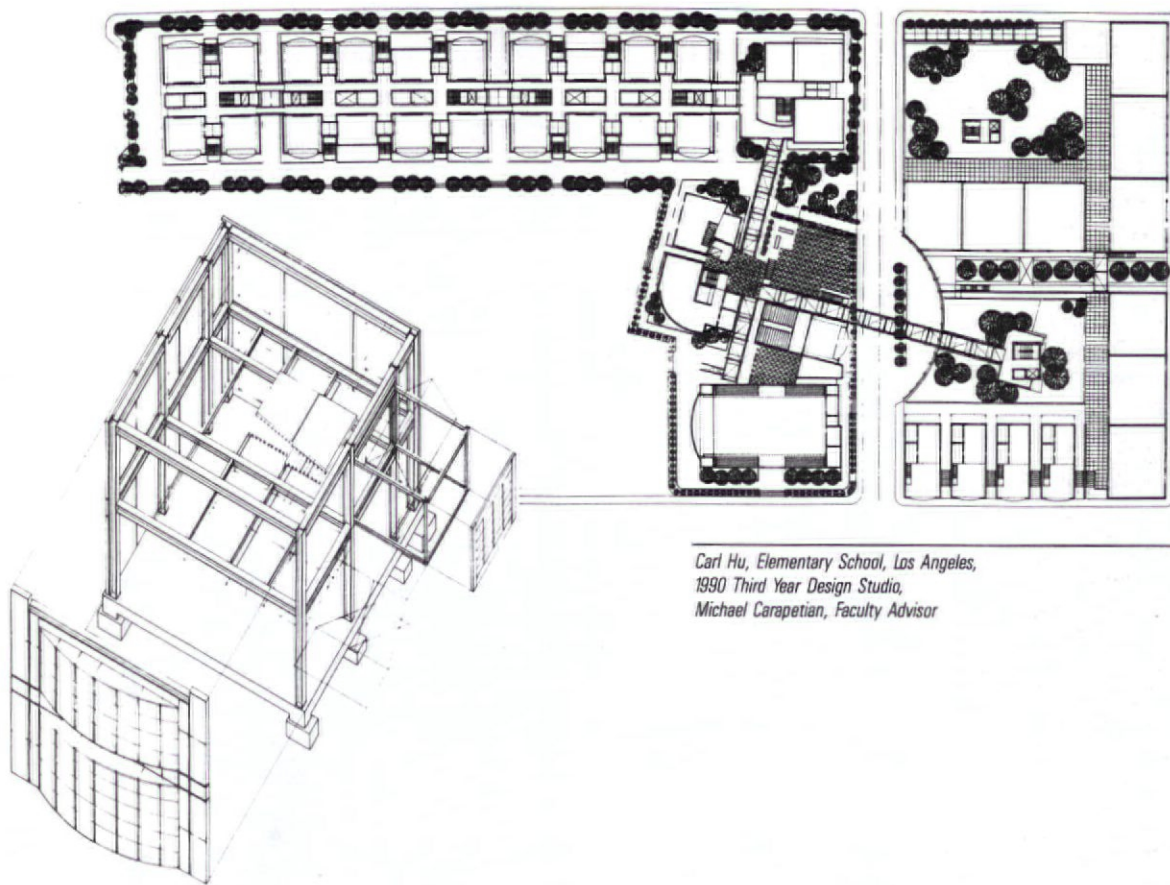 Carl Hu, Elementary School, Los Angeles,
1990 Third Year Design Studio,
Michael Carapetian, Faculty Advisor